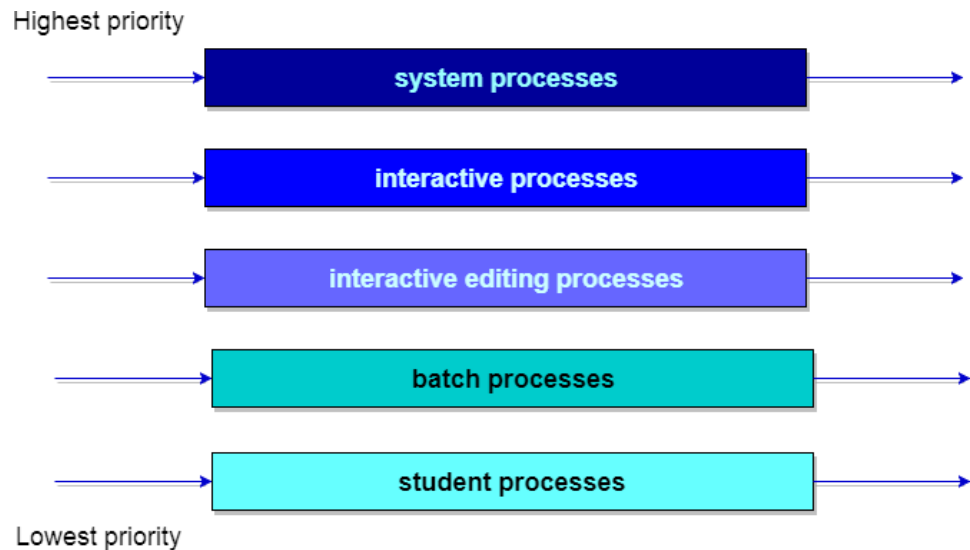 Highest priority
system processes
interactive processes
interactive editing processes
batch processes
student processes
Lowest priority